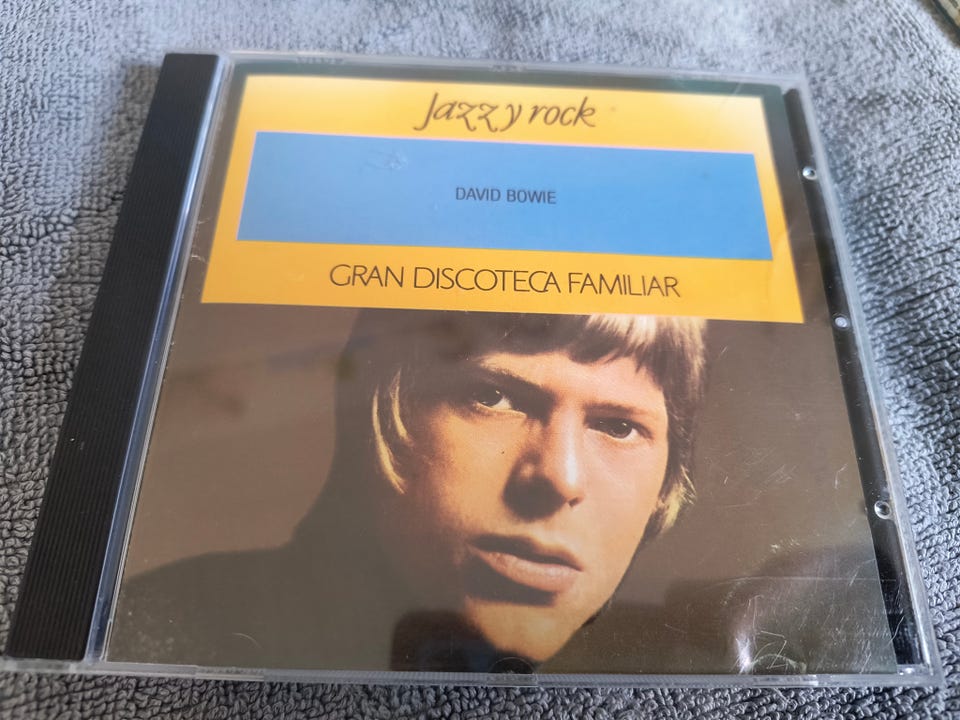 Jazz y rock
DAVID BOWIE
GRAN DISCOTECA FAMILIAR